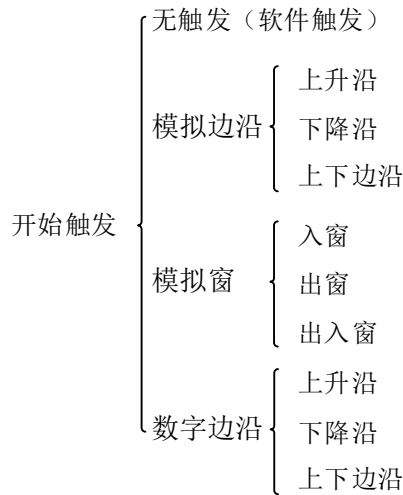 无触发（软件触发）
上升沿
模拟边沿
下降沿
上下边沿
开始触发
入窗
模拟窗
出窗
出入窗
上升沿
数字边沿
下降沿
上下边沿